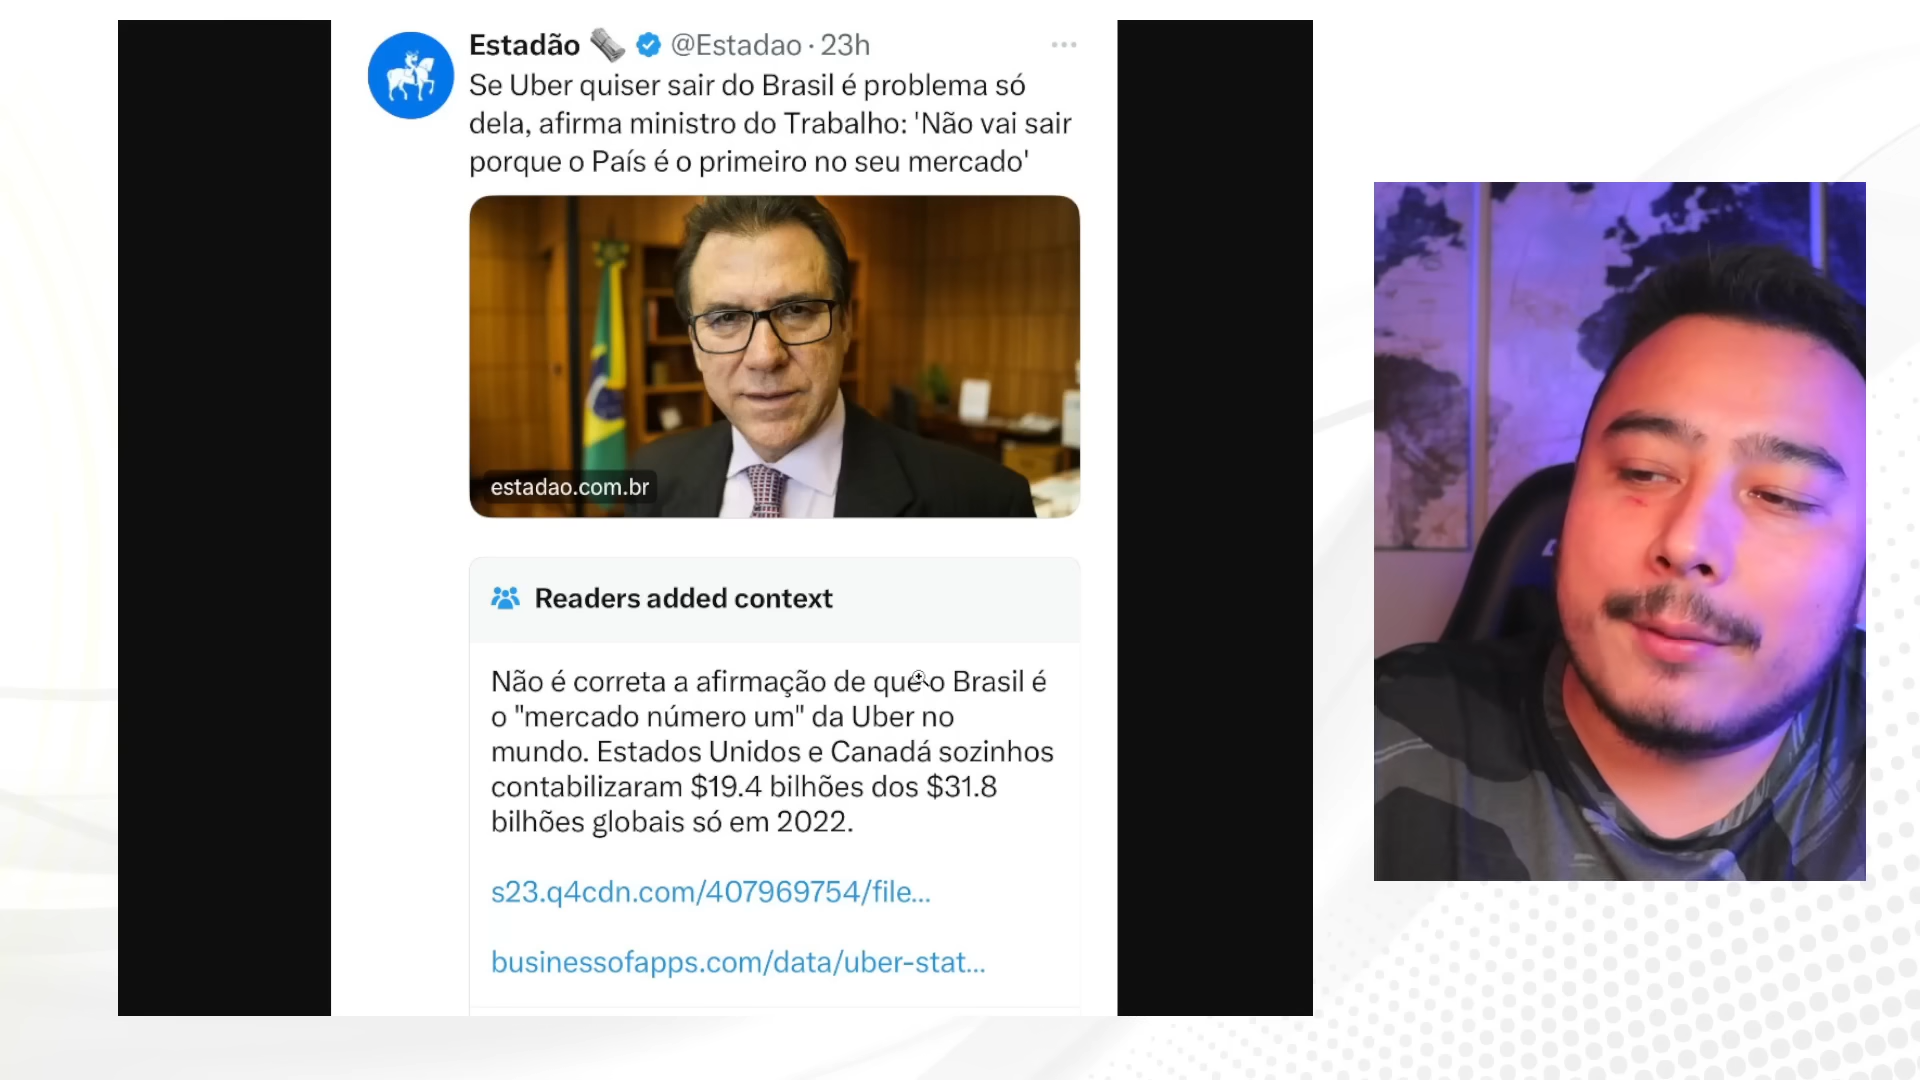 Estadão @Estadao · 23h
Se Uber quiser sair do Brasil é problema só
dela, afirma ministro do Trabalho: 'Não vai sair
porque o País é o primeiro no seu mercado'
estadao.com.br
Readers added context
Não é correta a afirmação de que o Brasil é
o "mercado número um" da Uber no
mundo. Estados Unidos e Canadá sozinhos
contabilizaram $19.4 bilhões dos $31.8
bilhões globais só em 2022.
s23.q4cdn.com/407969754/file...
businessofapps.com/data/uber-stat...